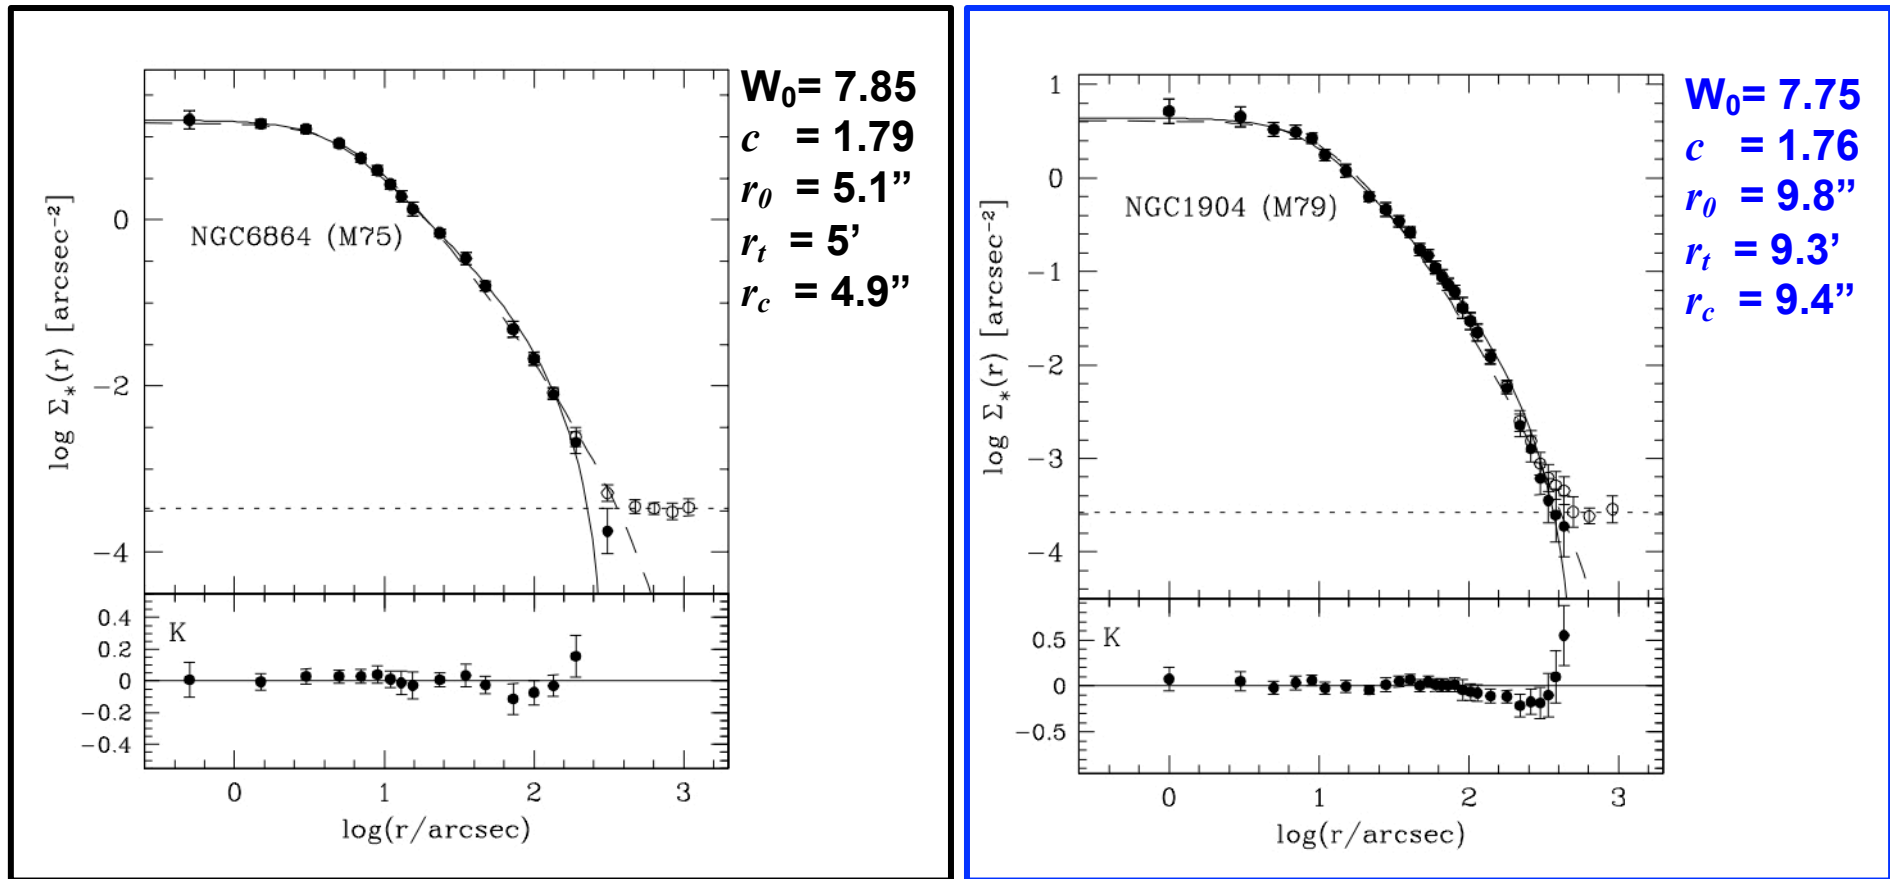 W₀= 7.85
c = 1.79
r₀ = 5.1”
rₜ = 5’
r_c = 4.9”
NGC6864 (M75)
log Σ*(r) [arcsec⁻²]
0
−2
−4
K
0.4
0.2
0
−0.2
−0.4
0 1 2 3
log(r/arcsec)
W₀= 7.75
c = 1.76
r₀ = 9.8”
rₜ = 9.3’
r_c = 9.4”
NGC1904 (M79)
log Σ*(r) [arcsec⁻²]
1
0
−1
−2
−3
−4
K
0.5
0
−0.5
0 1 2 3
log(r/arcsec)